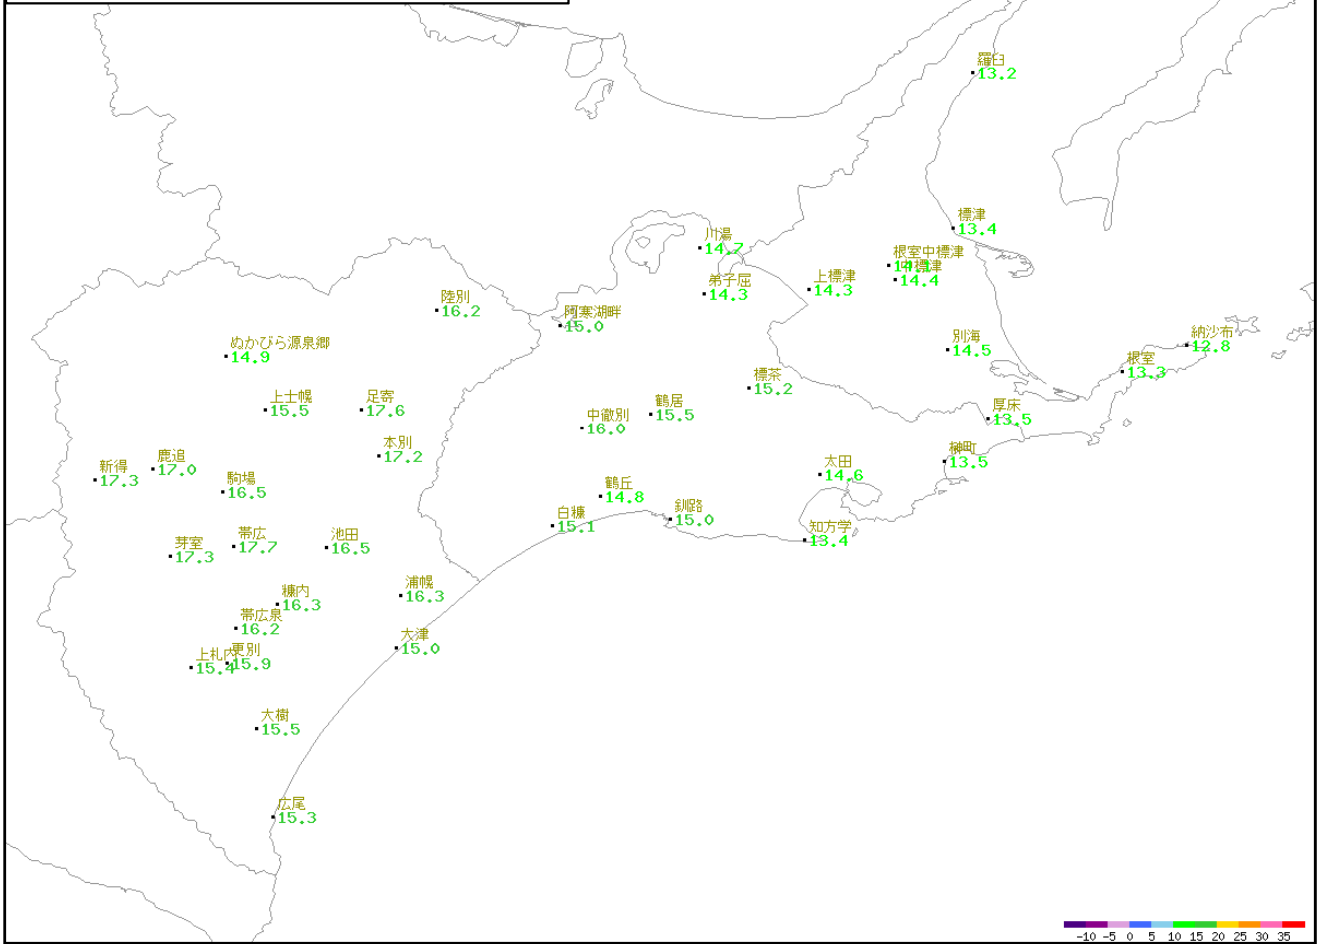 羅臼
13.2
標津
13.4
川湯
14.7
根室中標津
中標津
14.4
弟子屈
14.3
上標津
14.3
陸別
16.2
阿寒湖畔
15.0
納沙布
12.8
ぬかびら源泉郷
14.9
別海
14.5
根室
13.3
標茶
15.2
上士幌
15.5
足寄
17.6
鶴居
15.5
中徹別
16.0
厚床
13.5
本別
17.2
榊町
13.5
新得
17.3
鹿追
17.0
太田
14.6
駒場
16.5
鶴丘
14.8
白糠
15.1
釧路
15.0
知方学
13.4
芽室
17.3
帯広
17.7
池田
16.5
浦幌
16.3
糠内
16.3
帯広泉
16.2
大津
15.0
上札内
15.4
更別
15.9
大樹
15.5
広尾
15.3
-10 -5 0 5 10 15 20 25 30 35